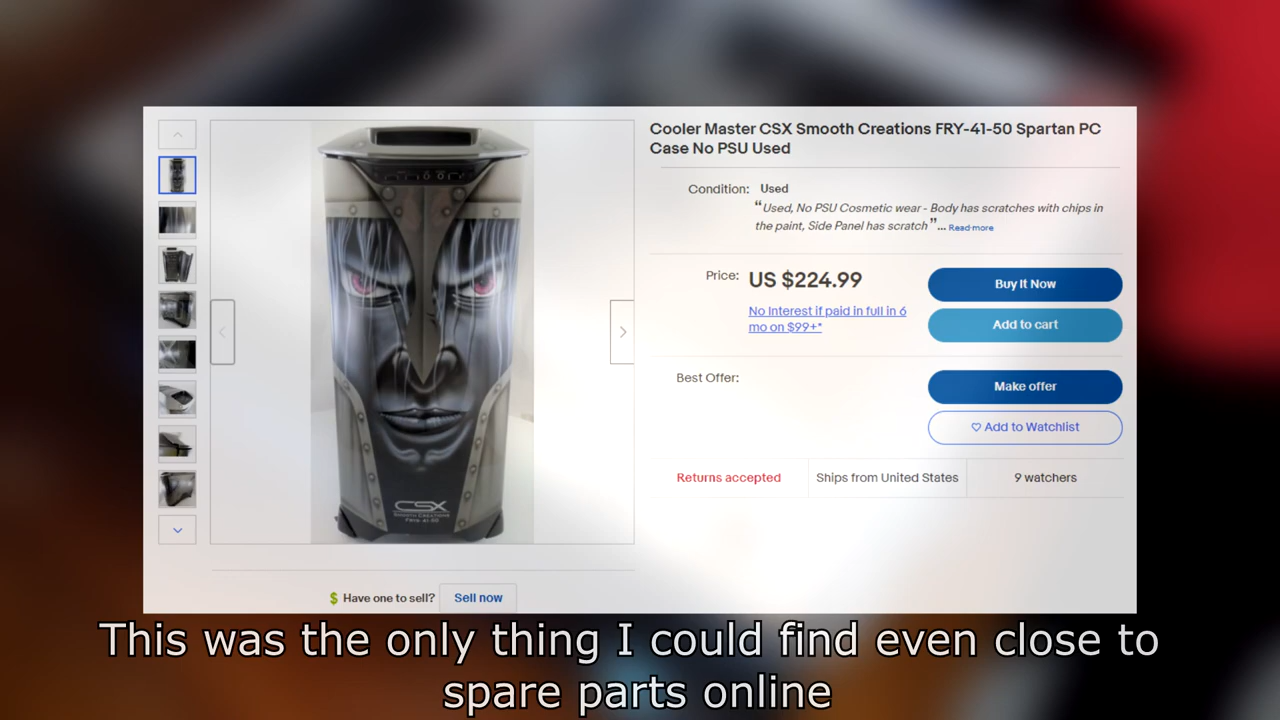 Cooler Master CSX Smooth Creations FRY-41-50 Spartan PC
Case No PSU Used
Condition: Used
“Used, No PSU Cosmetic wear - Body has scratches with chips in
the paint, Side Panel has scratch”... Read more
Price: US $224.99
Buy It Now
No Interest if paid in full in 6
mo on $99+*
Add to cart
Best Offer:
Make offer
Add to Watchlist
Returns accepted
Ships from United States
9 watchers
CSX
SMOOTH CREATIONS
FRY-41-50
$ Have one to sell? Sell now
This was the only thing I could find even close to
spare parts online